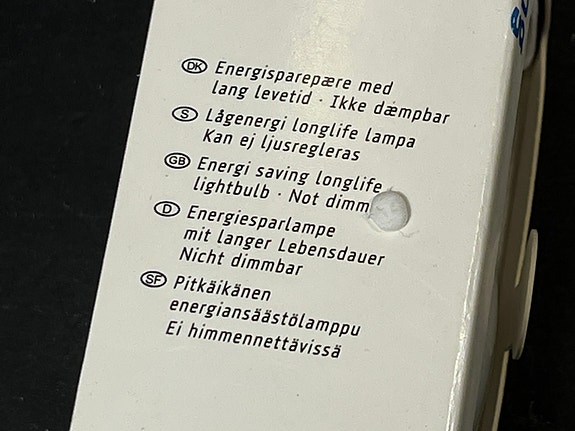 DK Energisparepære med
lang levetid · Ikke dæmpbar
S Lågenergi longlife lampa
Kan ej ljusregleras
GB Energi saving longlife
lightbulb · Not dimm
D Energiesparlampe
mit langer Lebensdauer
Nicht dimmbar
SF Pitkäikänen
energiansäästölamppu
Ei himmennettävissä